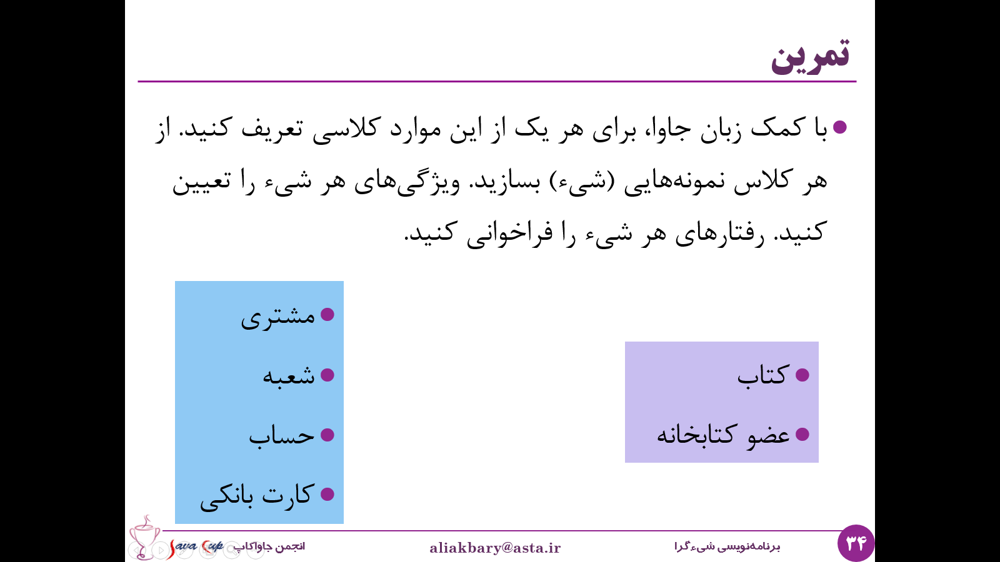 تمرین
با کمک زبان جاوا، برای هر یک از این موارد کلاسی تعریف کنید. از
هر کلاس نمونه‌هایی (شیء) بسازید. ویژگی‌های هر شیء را تعیین
کنید. رفتارهای هر شیء را فراخوانی کنید.
کتاب
عضو کتابخانه
مشتری
شعبه
حساب
کارت بانکی
۳۴
برنامه‌نویسی شیءگرا
aliakbary@asta.ir
انجمن جاواکاپ
Java Cup